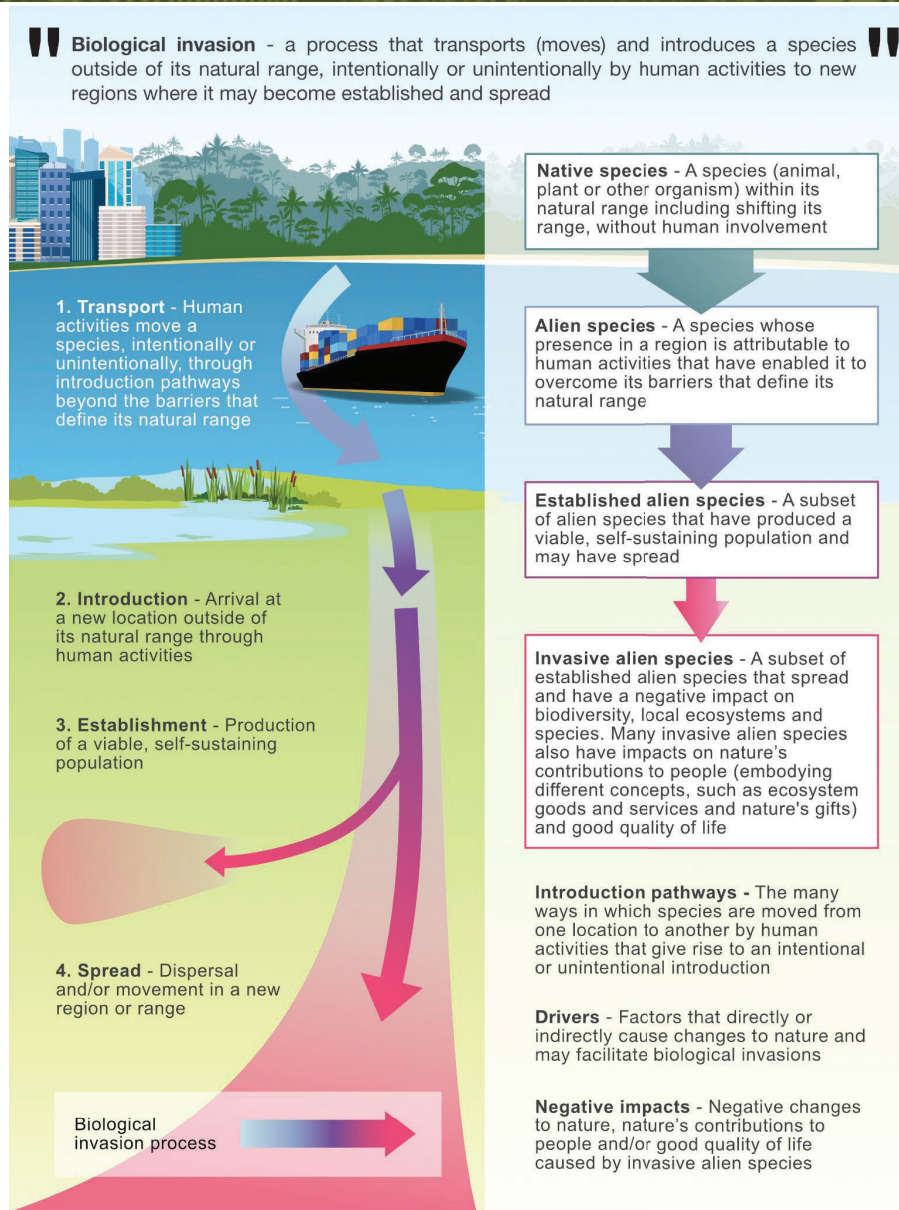 " Biological invasion - a process that transports (moves) and introduces a species "
outside of its natural range, intentionally or unintentionally by human activities to new
regions where it may become established and spread
Native species - A species (animal,
plant or other organism) within its
natural range including shifting its
range, without human involvement
1. Transport - Human
activities move a
species, intentionally or
unintentionally, through
introduction pathways
beyond the barriers that
define its natural range
Alien species - A species whose
presence in a region is attributable to
human activities that have enabled it to
overcome its barriers that define its
natural range
Established alien species - A subset
of alien species that have produced a
viable, self-sustaining population and
may have spread
2. Introduction - Arrival at
a new location outside of
its natural range through
human activities
3. Establishment - Production
of a viable, self-sustaining
population
Invasive alien species - A subset of
established alien species that spread
and have a negative impact on
biodiversity, local ecosystems and
species. Many invasive alien species
also have impacts on nature's
contributions to people (embodying
different concepts, such as ecosystem
goods and services and nature's gifts)
and good quality of life
4. Spread - Dispersal
and/or movement in a new
region or range
Introduction pathways - The many
ways in which species are moved from
one location to another by human
activities that give rise to an intentional
or unintentional introduction
Drivers - Factors that directly or
indirectly cause changes to nature and
may facilitate biological invasions
Negative impacts - Negative changes
to nature, nature's contributions to
people and/or good quality of life
caused by invasive alien species
Biological
invasion process